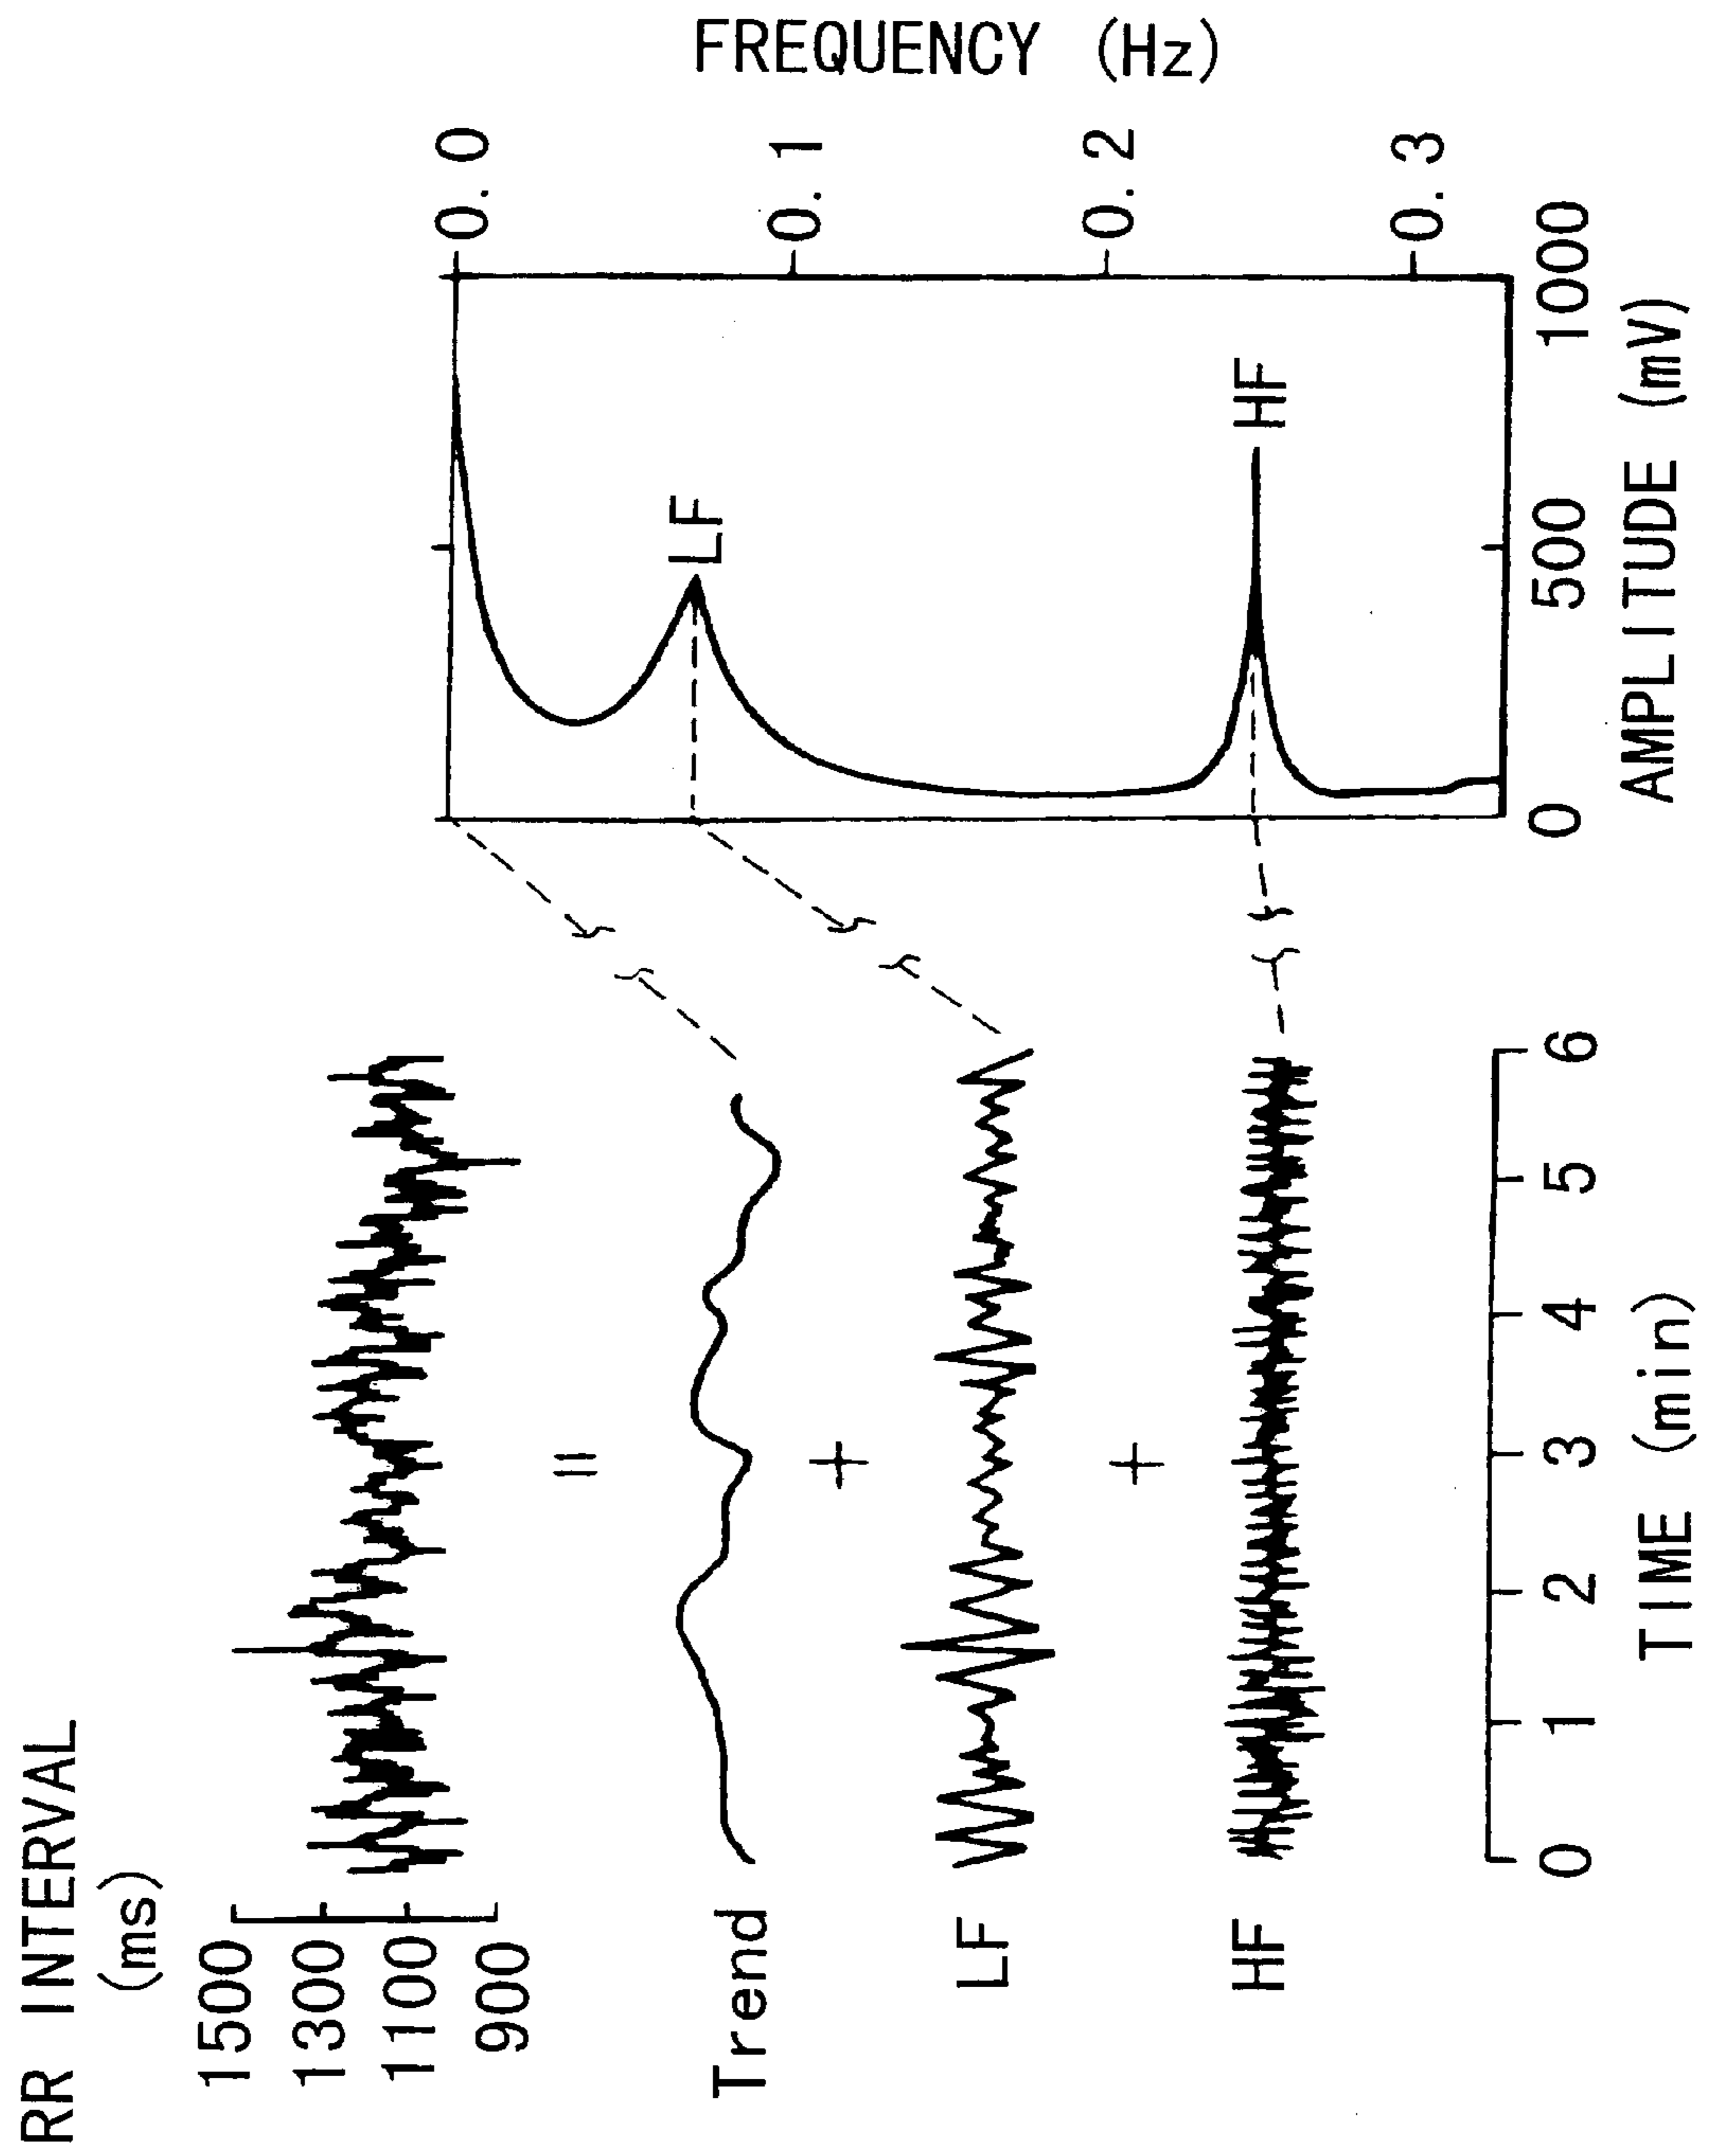 RR INTERVAL
(ms)
1500
1300
1100
900
=
Trend
+
LF
+
HF
0 1 2 3 4 5 6
TIME (min)
LF
HF
0 500 1000
AMPLITUDE (mV)
0.0
0.1
0.2
0.3
FREQUENCY (Hz)